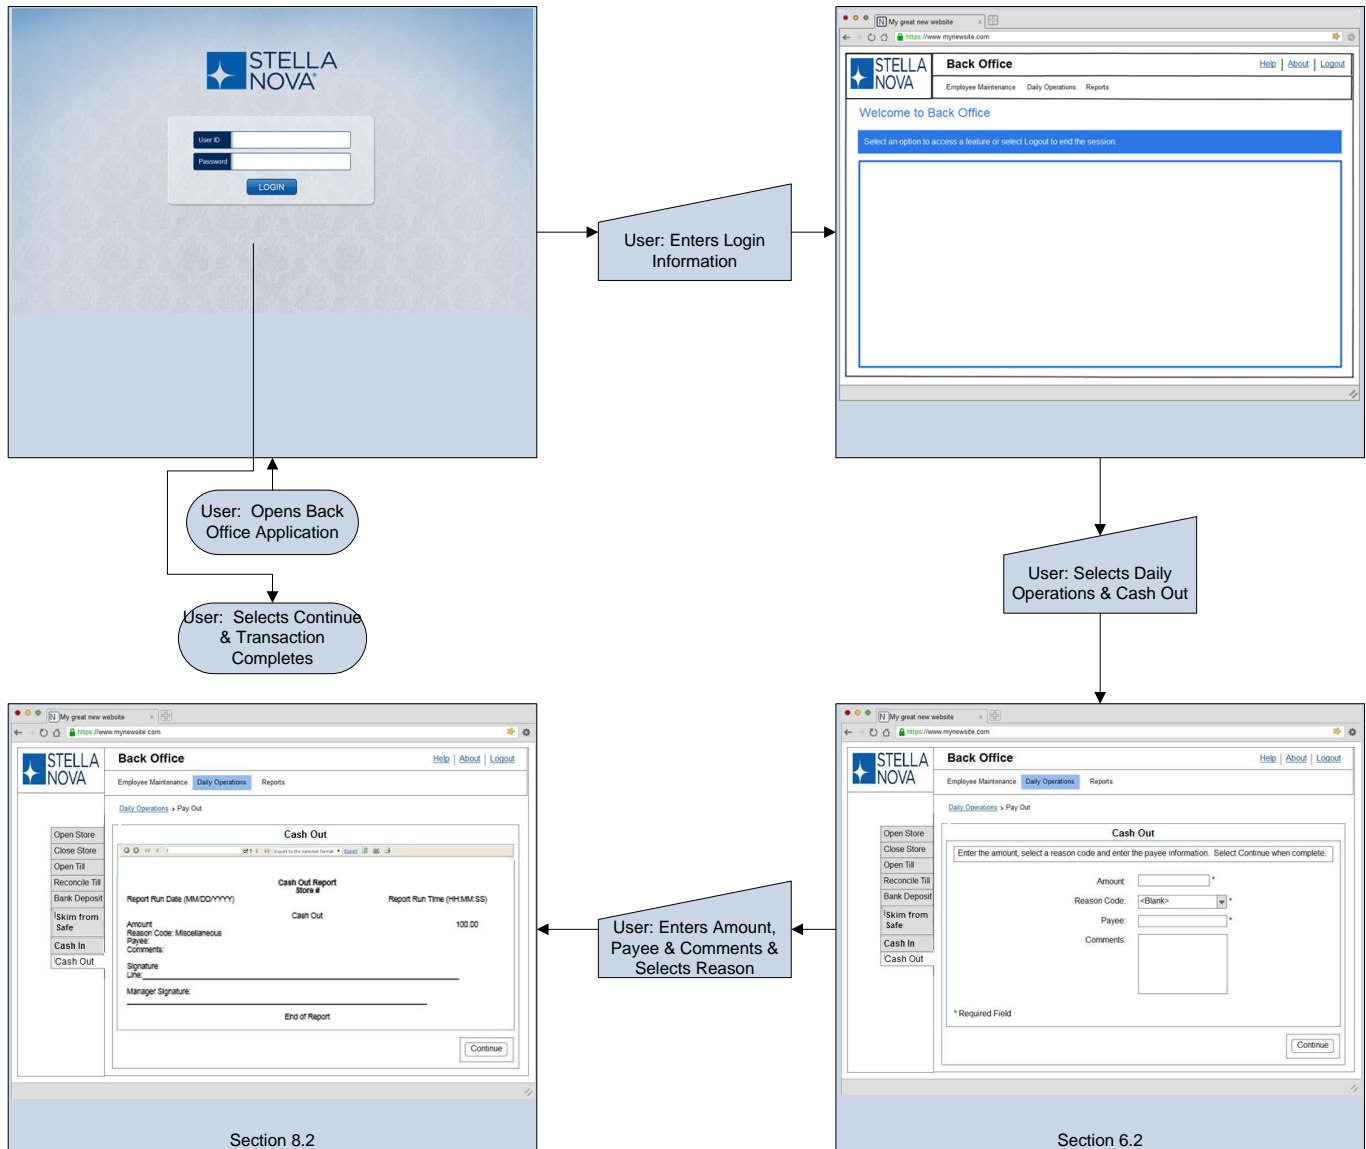 STELLA
NOVA®
User ID
Password
LOGIN
User: Enters Login
Information
My great new website
https://www.mynewsite.com
STELLA
NOVA
Back Office
Help | About | Logout
Employee Maintenance Daily Operations Reports
Welcome to Back Office
Select an option to access a feature or select Logout to end the session.
User: Opens Back
Office Application
User: Selects Continue
& Transaction
Completes
User: Selects Daily
Operations & Cash Out
My great new website
https://www.mynewsite.com
STELLA
NOVA
Back Office
Help | About | Logout
Employee Maintenance Daily Operations Reports
Daily Operations > Pay Out
Open Store
Close Store
Open Till
Reconcile Till
Bank Deposit
Skim from
Safe
Cash In
Cash Out
Cash Out
1 of 1 Export to the selected format Export
Cash Out Report
Store #
Report Run Date (MM/DD/YYYY) Report Run Time (HH:MM:SS)
Cash Out
Amount 100.00
Reason Code: Miscellaneous
Payee:
Comments:
Signature
Line:
Manager Signature:
End of Report
Continue
Section 8.2
User: Enters Amount,
Payee & Comments &
Selects Reason
My great new website
https://www.mynewsite.com
STELLA
NOVA
Back Office
Help | About | Logout
Employee Maintenance Daily Operations Reports
Daily Operations > Pay Out
Open Store
Close Store
Open Till
Reconcile Till
Bank Deposit
Skim from
Safe
Cash In
Cash Out
Cash Out
Enter the amount, select a reason code and enter the payee information. Select Continue when complete.
Amount: *
Reason Code: <Blank> *
Payee: *
Comments:
* Required Field
Continue
Section 6.2